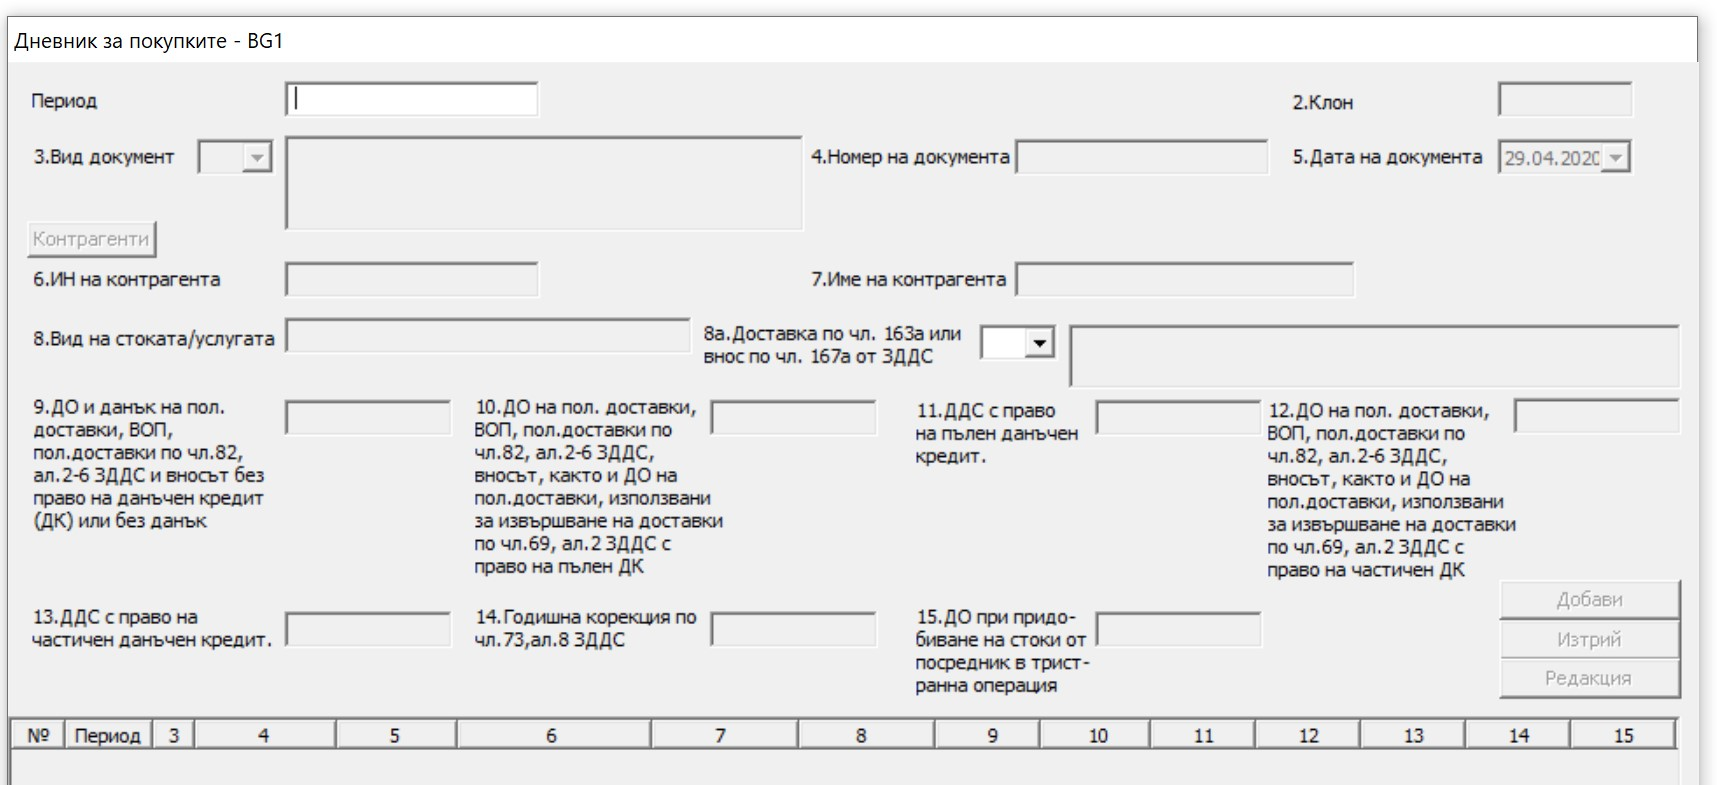 Дневник за покупките - BG1
Период
2.Клон
3.Вид документ
4.Номер на документа
5.Дата на документа
29.04.2020
Контрагенти
6.ИН на контрагента
7.Име на контрагента
8.Вид на стоката/услугата
8а.Доставка по чл. 163а или
внос по чл. 167а от ЗДДС
9.ДО и данък на пол.
доставки, ВОП,
пол.доставки по чл.82,
ал.2-6 ЗДДС и вносът без
право на данъчен кредит
(ДК) или без данък
10.ДО на пол. доставки,
ВОП, пол.доставки по
чл.82, ал.2-6 ЗДДС,
вносът, както и ДО на
пол.доставки, използвани
за извършване на доставки
по чл.69, ал.2 ЗДДС с
право на пълен ДК
11.ДДС с право
на пълен данъчен
кредит.
12.ДО на пол. доставки,
ВОП, пол.доставки по
чл.82, ал.2-6 ЗДДС,
вносът, както и ДО на
пол.доставки, използвани
за извършване на доставки
по чл.69, ал.2 ЗДДС с
право на частичен ДК
13.ДДС с право на
частичен данъчен кредит.
14.Годишна корекция по
чл.73,ал.8 ЗДДС
15.ДО при придо-
биване на стоки от
посредник в трист-
ранна операция
Добави
Изтрий
Редакция
№ Период 3 4 5 6 7 8 9 10 11 12 13 14 15